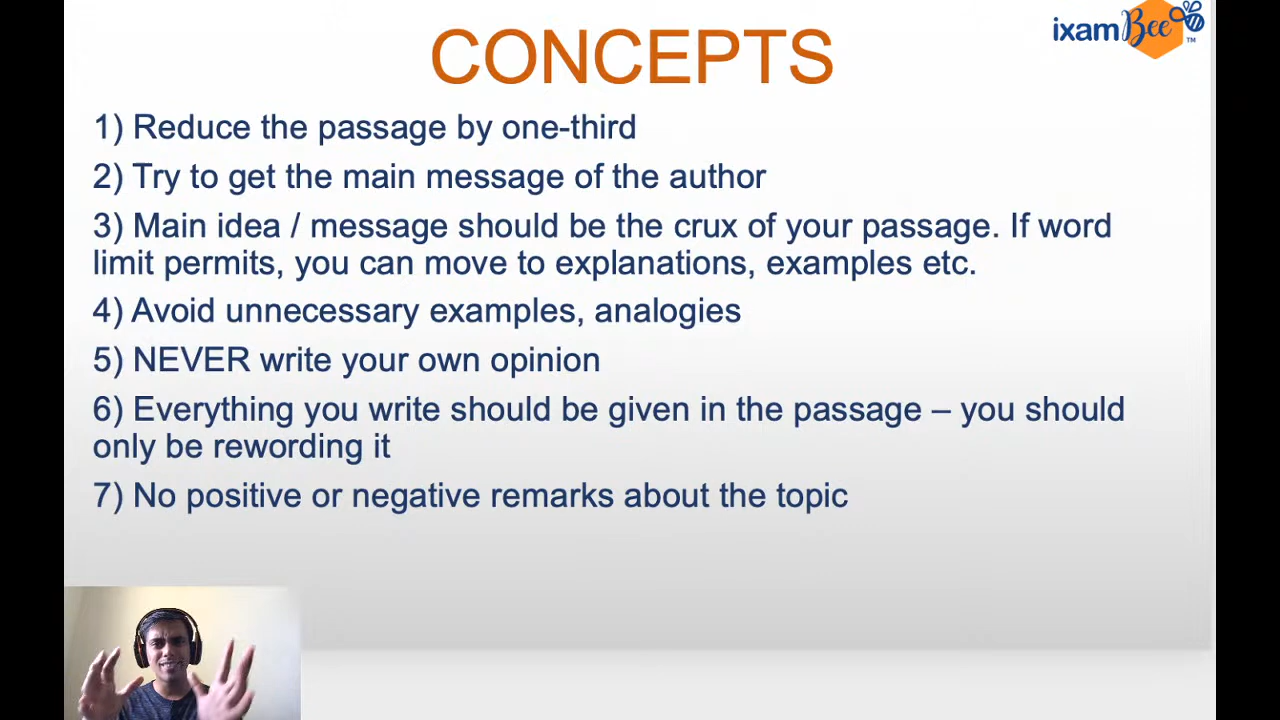 CONCEPTS
ixamBee™
1) Reduce the passage by one-third
2) Try to get the main message of the author
3) Main idea / message should be the crux of your passage. If word
limit permits, you can move to explanations, examples etc.
4) Avoid unnecessary examples, analogies
5) NEVER write your own opinion
6) Everything you write should be given in the passage – you should
only be rewording it
7) No positive or negative remarks about the topic